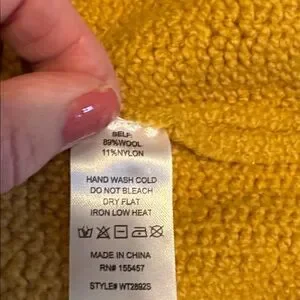 SELF:
89%WOOL
11%NYLON
HAND WASH COLD
DO NOT BLEACH
DRY FLAT
IRON LOW HEAT
MADE IN CHINA
RN# 155457
STYLE# WT2892S